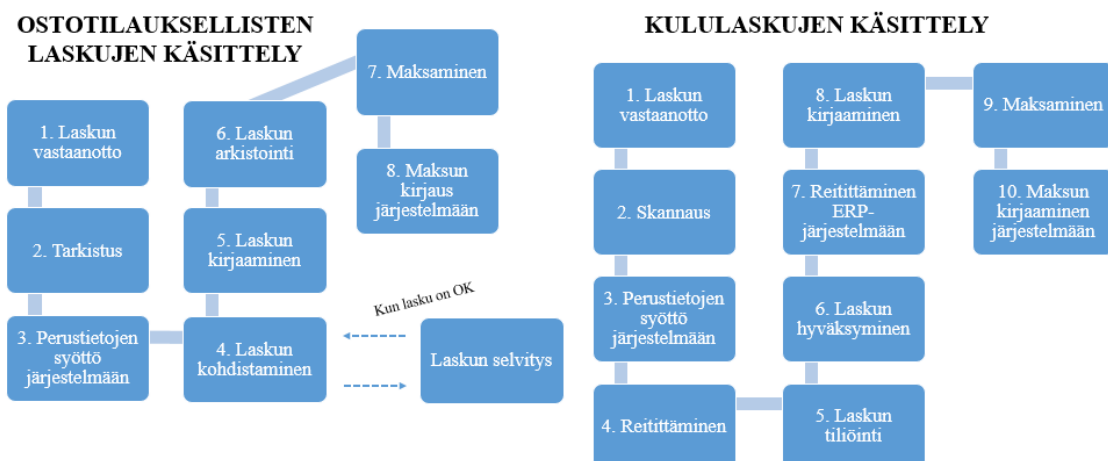 OSTOTILAUKSELLISTEN
LASKUJEN KÄSITTELY
1. Laskun
vastaanotto
2. Tarkistus
3. Perustietojen
syöttö
järjestelmään
4. Laskun
kohdistaminen
5. Laskun
kirjaaminen
6. Laskun
arkistointi
7. Maksaminen
8. Maksun
kirjaus
järjestelmään
Kun lasku on OK
Laskun selvitys
KULULASKUJEN KÄSITTELY
1. Laskun
vastaanotto
2. Skannaus
3. Perustietojen
syöttö
järjestelmään
4. Reitittäminen
5. Laskun
tiliöinti
6. Laskun
hyväksyminen
7. Reitittäminen
ERP-
järjestelmään
8. Laskun
kirjaaminen
9. Maksaminen
10. Maksun
kirjaaminen
järjestelmään